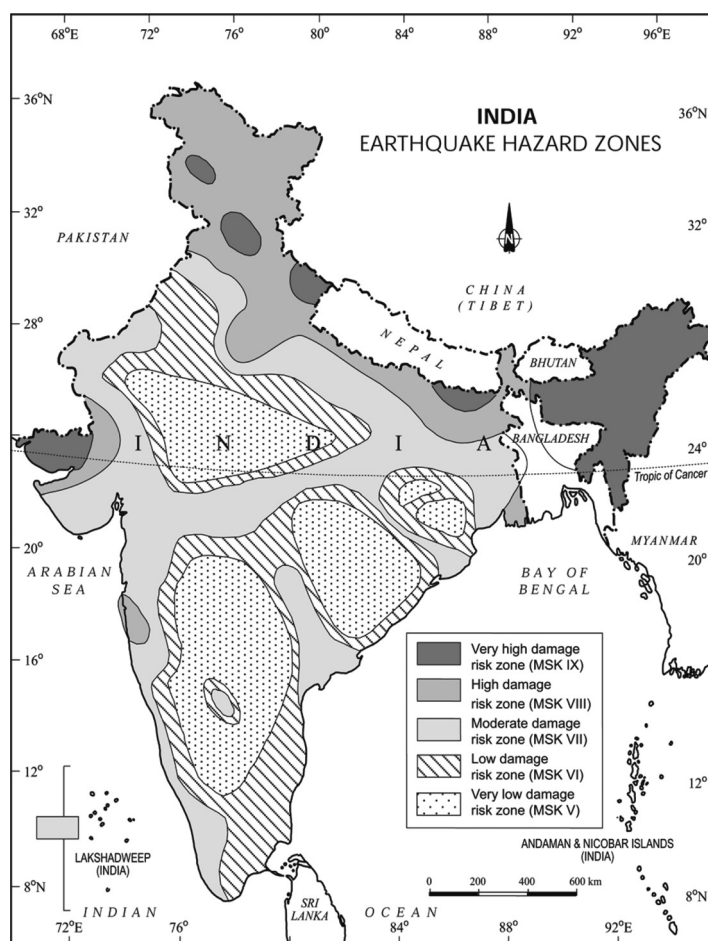 68°E 72° 76° 80° 84° 88° 92° 96°E
INDIA
EARTHQUAKE HAZARD ZONES
36°N
36°N
32°
32°
PAKISTAN
N
CHINA
(TIBET)
28°
28°
NEPAL
BHUTAN
I N D I A
BANGLADESH
24°
24°
Tropic of Cancer
20°
20°
MYANMAR
ARABIAN
SEA
BAY OF
BENGAL
Very high damage
risk zone (MSK IX)
High damage
risk zone (MSK VIII)
Moderate damage
risk zone (MSK VII)
Low damage
risk zone (MSK VI)
Very low damage
risk zone (MSK V)
16°
16°
12°
12°
LAKSHADWEEP
(INDIA)
ANDAMAN & NICOBAR ISLANDS
(INDIA)
0 200 400 600 km
8°N
8°N
SRI
LANKA
INDIAN OCEAN
72°E 76° 80° 84° 88° 92°E